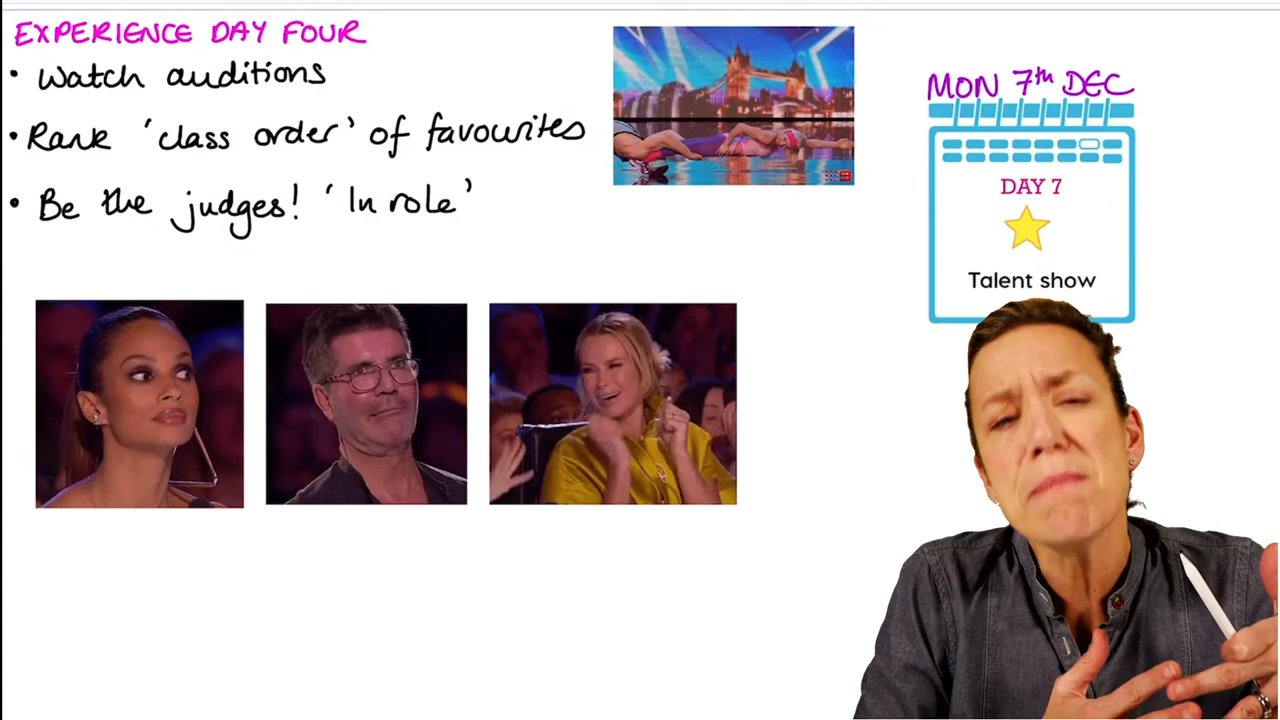 EXPERIENCE DAY FOUR
• Watch auditions
• Rank 'class order' of favourites
• Be the judges! 'In role'
MON 7th DEC
DAY 7
Talent show